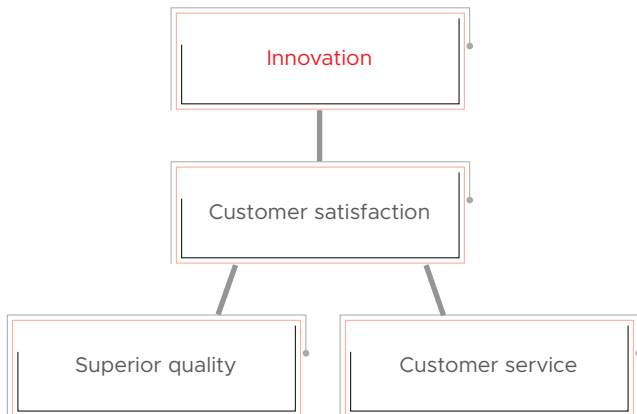 Innovation
Customer satisfaction
Superior quality
Customer service